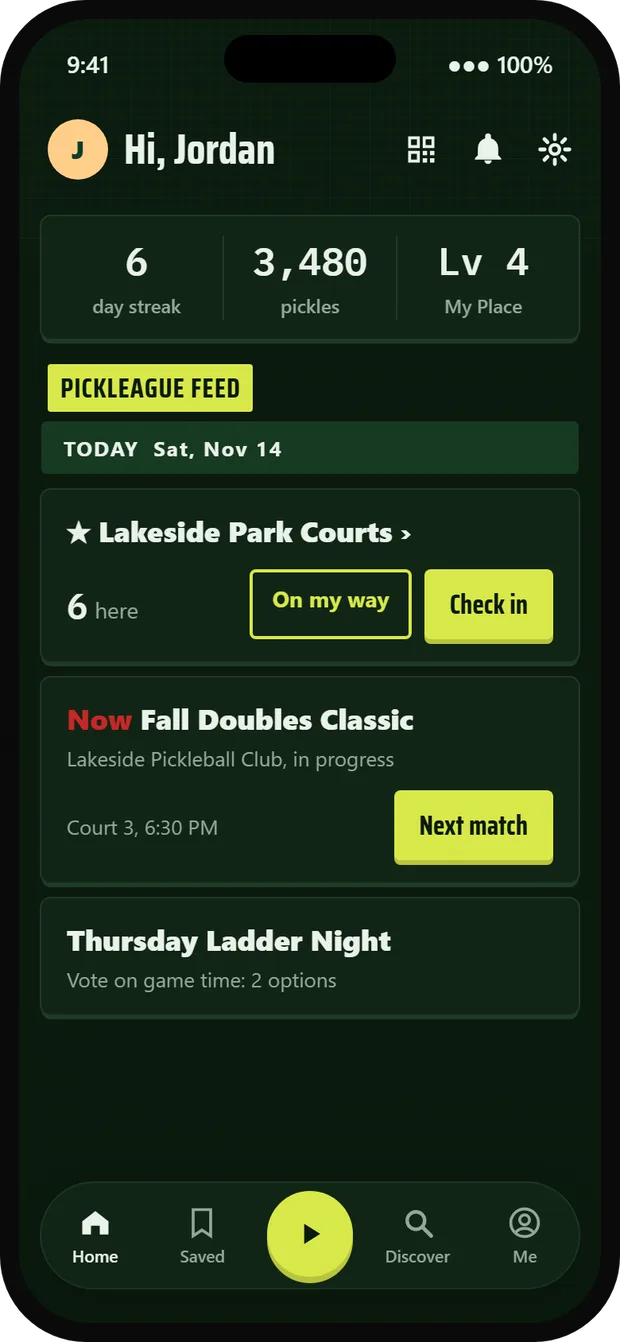 9:41
●●● 100%
J
Hi, Jordan
6
3,480
Lv 4
day streak
pickles
My Place
PICKLEAGUE FEED
TODAY Sat, Nov 14
★ Lakeside Park Courts ›
6 here
On my way
Check in
Now Fall Doubles Classic
Lakeside Pickleball Club, in progress
Court 3, 6:30 PM
Next match
Thursday Ladder Night
Vote on game time: 2 options
Home
Saved
Discover
Me